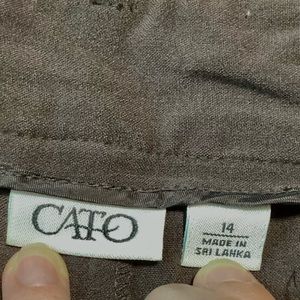 CATO
14
MADE IN
SRI LANKA